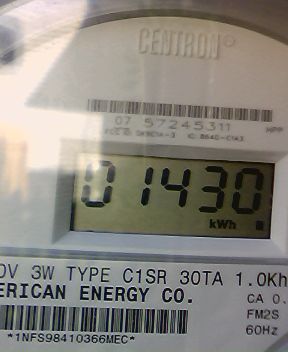 CENTRON®
07 57245311
MPP
01430
kWh
0V 3W TYPE C1SR 30TA 1.0Kh
ERICAN ENERGY CO.
CA 0.
FM2S
60Hz
*1NFS98410366MEC*